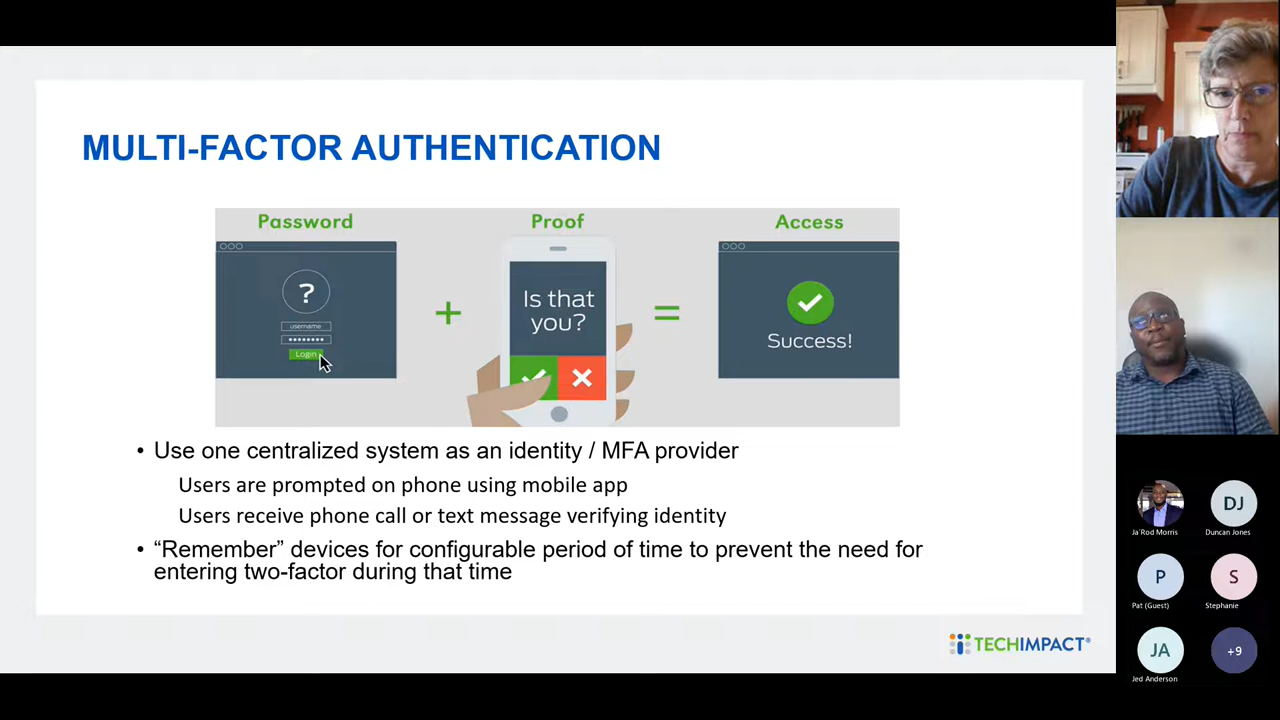 MULTI-FACTOR AUTHENTICATION
Password
Proof
Access
?
username
Login
Is that
you?
Success!
+
=
• Use one centralized system as an identity / MFA provider
Users are prompted on phone using mobile app
Users receive phone call or text message verifying identity
• “Remember” devices for configurable period of time to prevent the need for
entering two-factor during that time
TECHIMPACT®
Ja'Rod Morris
DJ
Duncan Jones
P
Pat (Guest)
S
Stephanie
JA
Jed Anderson
+9